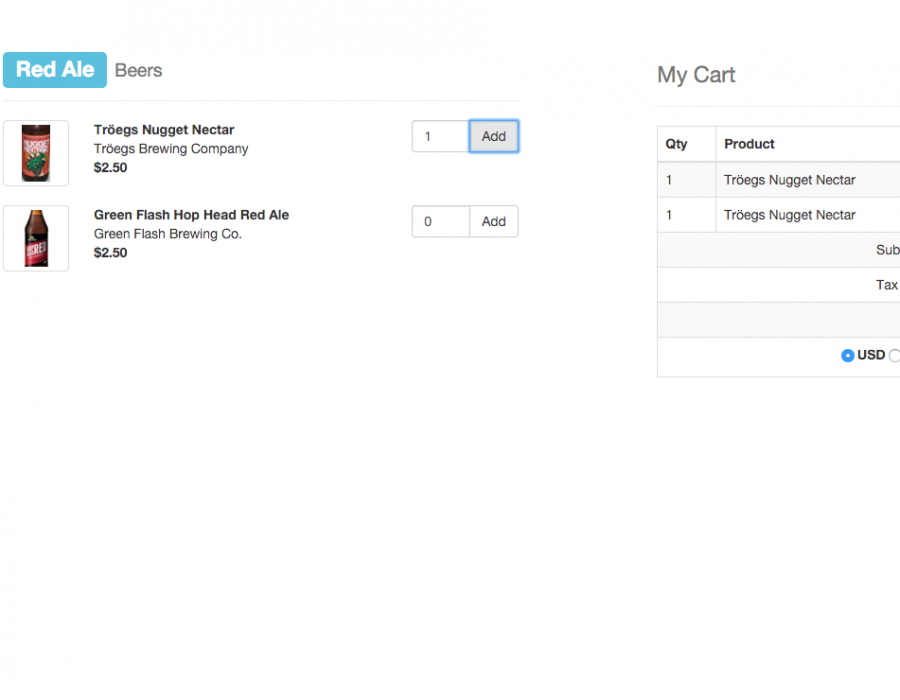 Red Ale Beers
Tröegs Nugget Nectar
Tröegs Brewing Company
$2.50
1 Add
Green Flash Hop Head Red Ale
Green Flash Brewing Co.
$2.50
0 Add
My Cart
Qty Product
1 Tröegs Nugget Nectar
1 Tröegs Nugget Nectar
Sub
Tax
USD